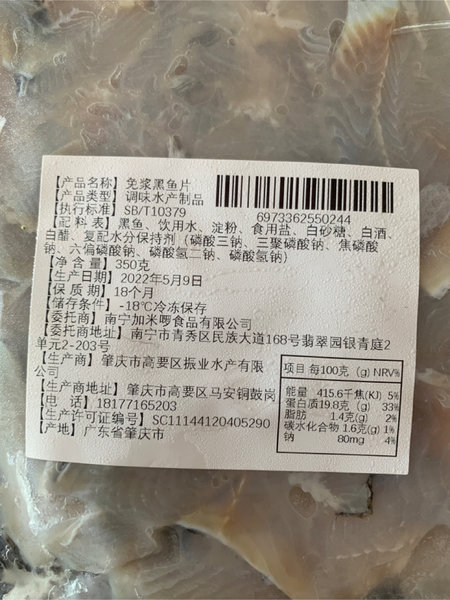 【产品名称】免浆黑鱼片
【产品类型】调味水产制品
【执行标准】SB/T10379
6973362550244
【配 料 表】黑鱼、饮用水、淀粉、食用盐、白砂糖、白酒、
白醋、复配水分保持剂（磷酸三钠、三聚磷酸钠、焦磷酸
钠、六偏磷酸钠、磷酸氢二钠、磷酸氢钠）
【净 含 量】350克
【生产日期】2022年5月9日
【保 质 期】18个月
【储存条件】-18℃冷冻保存
【委托商】南宁加米啰食品有限公司
【委托商地址】南宁市青秀区民族大道168号翡翠园银青庭2
单元2-203号
【生产商】肇庆市高要区振业水产有限
公司
【生产商地址】肇庆市高要区马安铜鼓岗
【电 话】18177165203
【生产许可证编号】SC11144120405290
【产地】广东省肇庆市
项目 每100克 (g) NRV%
能量 415.6千焦(KJ) 5%
蛋白质19.8克 (g) 33%
脂肪 1.4克(g) 2%
碳水化合物 1.6克(g) 1%
钠 80mg 4%